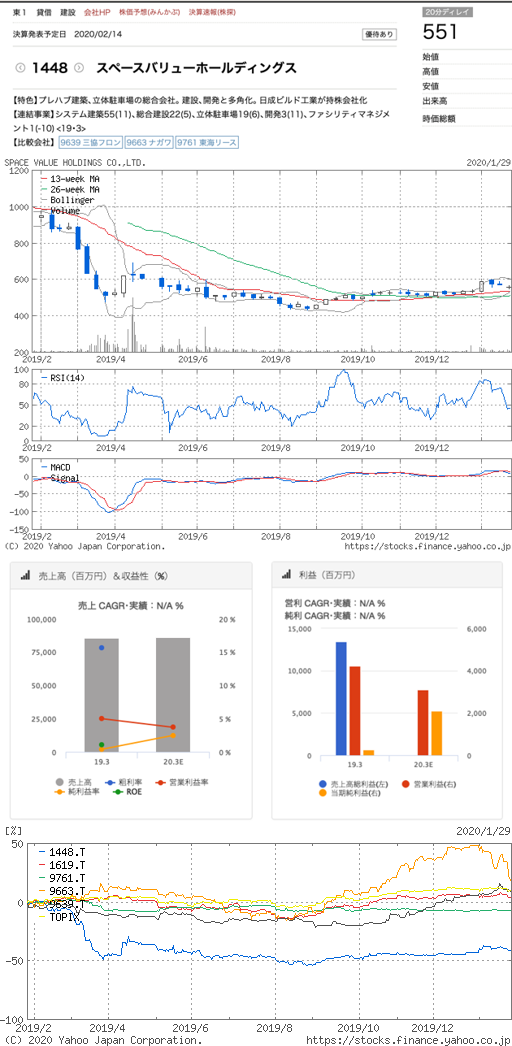 東1 貸借 建設 会社HP 株価予想(みんかぶ) 決算速報(株探)
20分ディレイ
決算発表予定日 2020/02/14
優待あり
551
1448 スペースバリューホールディングス
始値
高値
安値
出来高
時価総額
【特色】プレハブ建築、立体駐車場の総合会社。建設、開発と多角化。日成ビルド工業が持株会社化
【連結事業】システム建築55(11)、総合建設22(5)、立体駐車場19(6)、開発3(11)、ファシリティマネジメ
ント1(-10) <19・3>
【比較会社】 9639 三協フロン 9663 ナガワ 9761 東海リース
SPACE VALUE HOLDINGS CO.,LTD. 2020/1/29
1200
1000
800
600
400
200
13-week MA
26-week MA
Bollinger
Volume
2019/2 2019/4 2019/6 2019/8 2019/10 2019/12
100
80
60
40
20
0
RSI(14)
2019/2 2019/4 2019/6 2019/8 2019/10 2019/12
50
0
-50
-100
-150
MACD
Signal
2019/2 2019/4 2019/6 2019/8 2019/10 2019/12
(C) 2020 Yahoo Japan Corporation. https://stocks.finance.yahoo.co.jp
売上高（百万円）＆収益性（%）
売上 CAGR・実績：N/A %
100,000
75,000
50,000
25,000
0
20 %
15 %
10 %
5 %
0 %
19.3 20.3E
売上高 粗利率 営業利益率
純利益率 ROE
利益（百万円）
営利 CAGR・実績：N/A %
純利 CAGR・実績：N/A %
15,000
10,000
5,000
0
6,000
4,000
2,000
0
19.3 20.3E
売上高総利益(左) 営業利益(右)
当期純利益(右)
[%] 2020/1/29
50
0
-50
-100
1448.T
1619.T
9761.T
9663.T
9639.T
TOPIX
2019/2 2019/4 2019/6 2019/8 2019/10 2019/12
(C) 2020 Yahoo Japan Corporation. https://stocks.finance.yahoo.co.jp